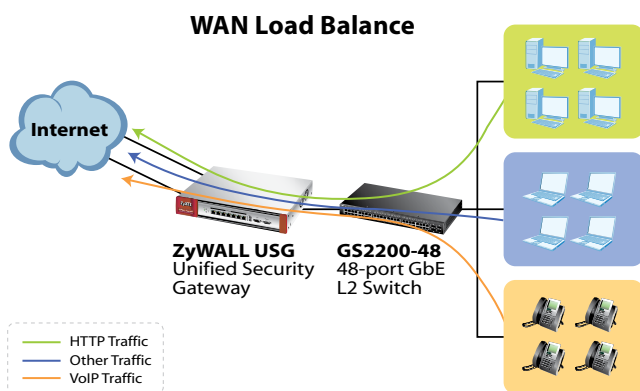 WAN Load Balance
Internet
ZyWALL USG
Unified Security
Gateway
GS2200-48
48-port GbE
L2 Switch
HTTP Traffic
Other Traffic
VoIP Traffic